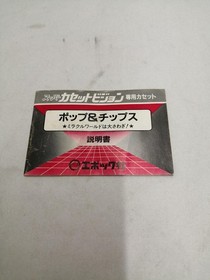 スーパーカセットビジョン専用カセット
ポップ&チップス
★ミラクルワールドは大さわぎ!
説明書
エポック社